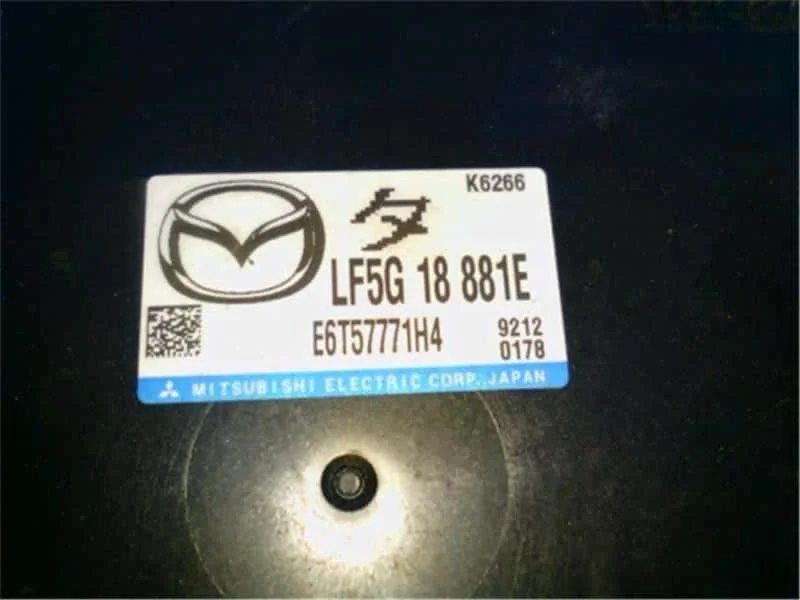 K6266
タ
LF5G 18 881E
E6T57771H4
9212
0178
MITSUBISHI ELECTRIC CORP. JAPAN